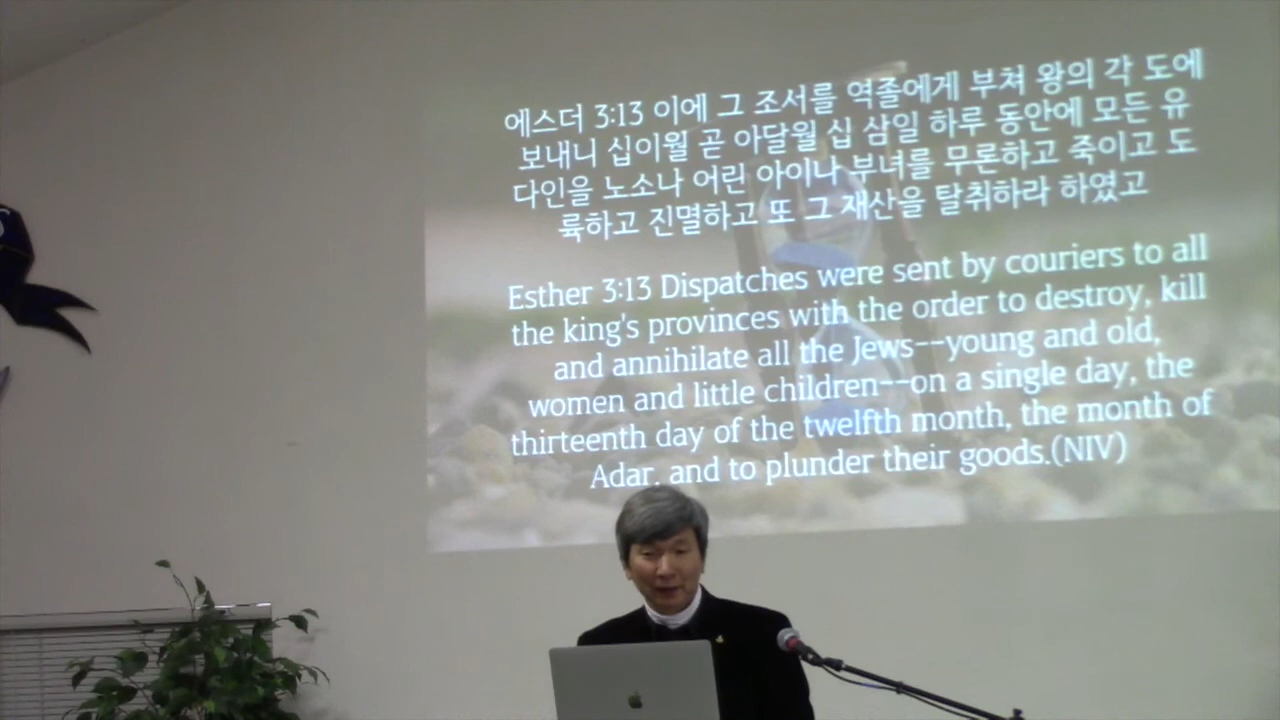 에스더 3:13 이에 그 조서를 역졸에게 부쳐 왕의 각 도에
보내니 십이월 곧 아달월 십 삼일 하루 동안에 모든 유
다인을 노소나 어린 아이나 부녀를 무론하고 죽이고 도
륙하고 진멸하고 또 그 재산을 탈취하라 하였고
Esther 3:13 Dispatches were sent by couriers to all
the king's provinces with the order to destroy, kill
and annihilate all the Jews--young and old,
women and little children--on a single day, the
thirteenth day of the twelfth month, the month of
Adar, and to plunder their goods.(NIV)